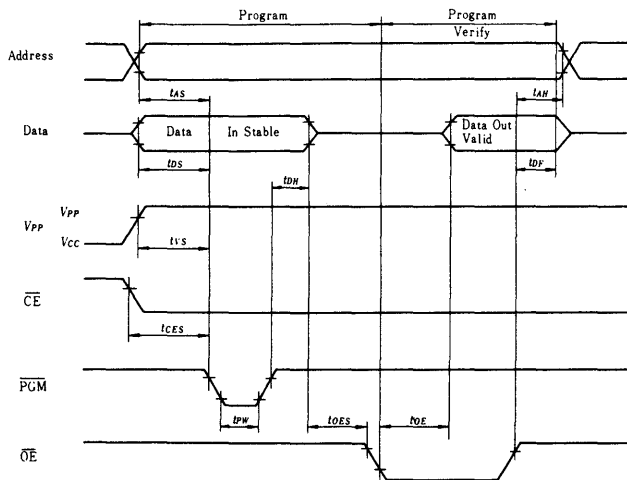 Program Program
Verify
Address
tAS tAH
Data Data In Stable Data Out
Valid
tDS tDH tDF
VPP VPP
VCC tVS
CE
tCES
PGM
tPW tOES tOE
OE